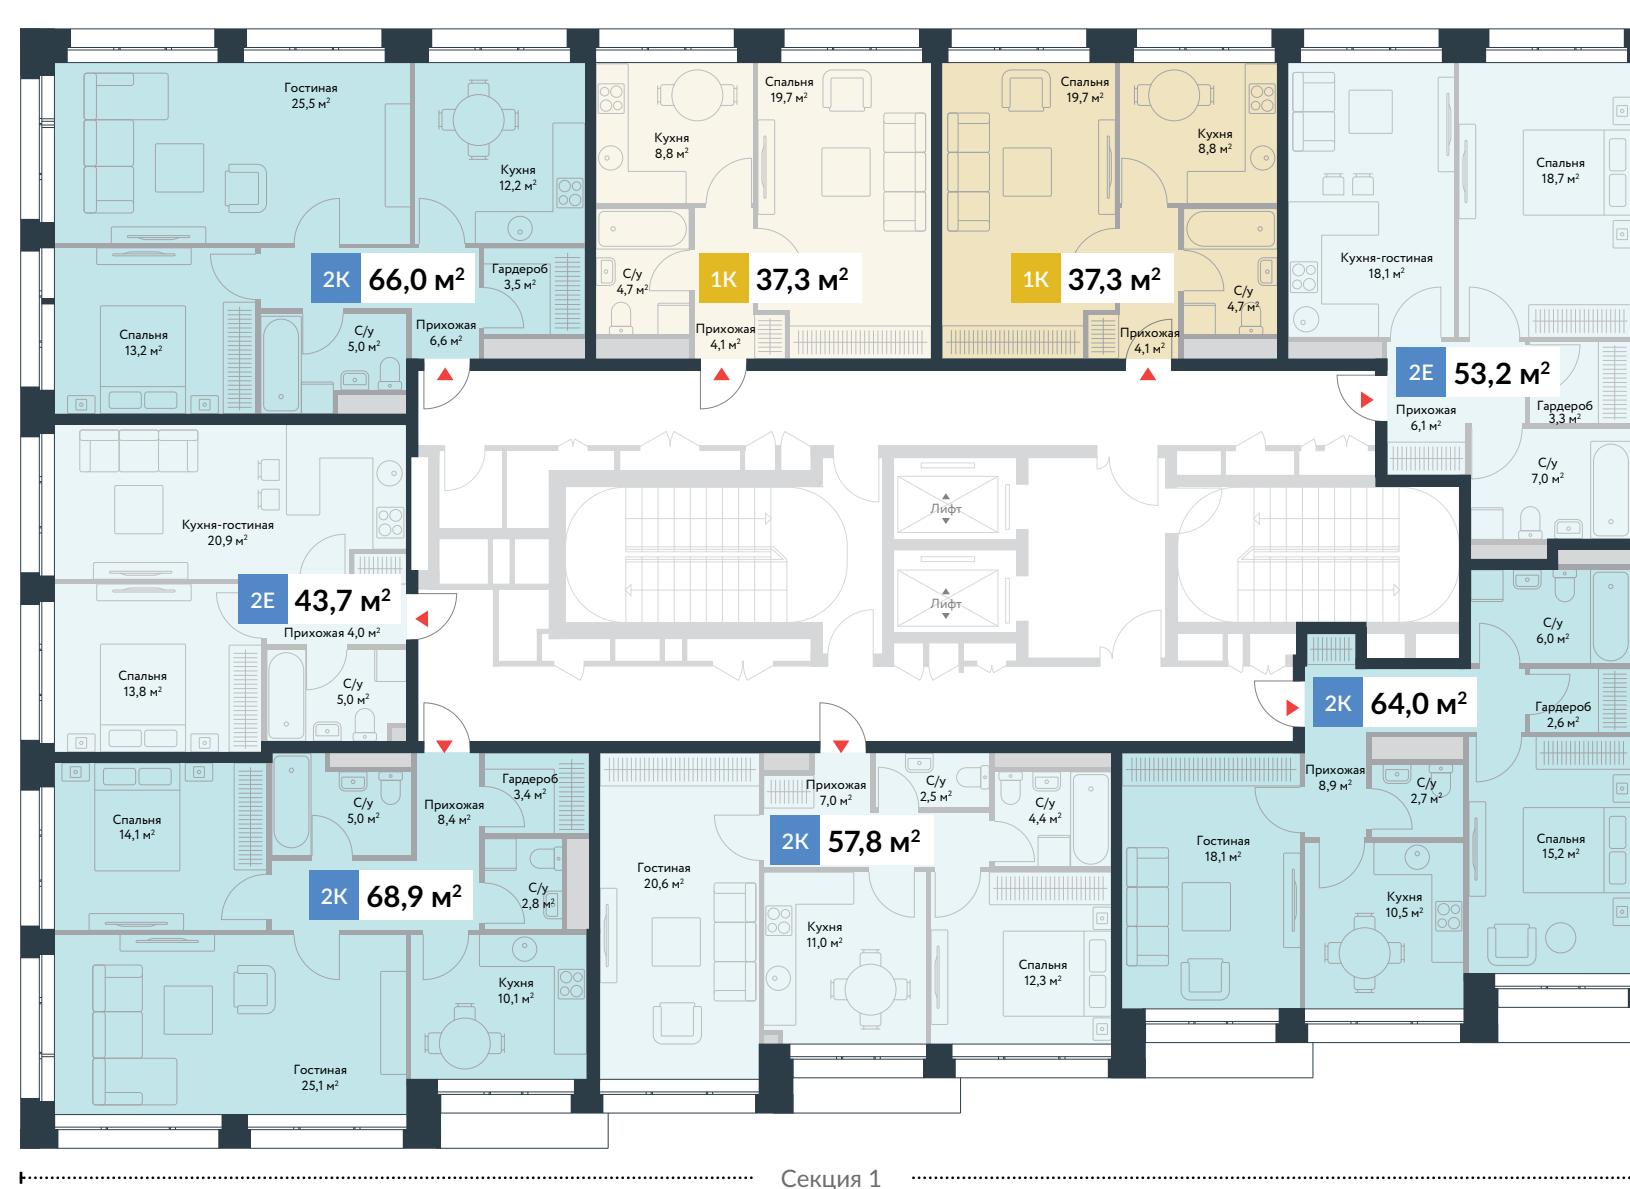 Гостиная
25,5 м²
Кухня
12,2 м²
2К 66,0 м²
Гардероб
3,5 м²
Спальня
13,2 м²
С/у
5,0 м²
Прихожая
6,6 м²
Кухня
8,8 м²
Спальня
19,7 м²
С/у
4,7 м²
1К 37,3 м²
Прихожая
4,1 м²
Спальня
19,7 м²
Кухня
8,8 м²
1К 37,3 м²
С/у
4,7 м²
Прихожая
4,1 м²
Спальня
18,7 м²
Кухня-гостиная
18,1 м²
2Е 53,2 м²
Прихожая
6,1 м²
Гардероб
3,3 м²
С/у
7,0 м²
Кухня-гостиная
20,9 м²
2Е 43,7 м²
Прихожая 4,0 м²
Спальня
13,8 м²
С/у
5,0 м²
Лифт
Лифт
С/у
6,0 м²
2К 64,0 м²
Гардероб
2,6 м²
Прихожая
8,9 м²
С/у
2,7 м²
Гостиная
18,1 м²
Спальня
15,2 м²
Кухня
10,5 м²
Спальня
14,1 м²
С/у
5,0 м²
Прихожая
8,4 м²
Гардероб
3,4 м²
2К 68,9 м²
С/у
2,8 м²
Кухня
10,1 м²
Гостиная
25,1 м²
Прихожая
7,0 м²
С/у
2,5 м²
С/у
4,4 м²
2К 57,8 м²
Гостиная
20,6 м²
Кухня
11,0 м²
Спальня
12,3 м²
Секция 1